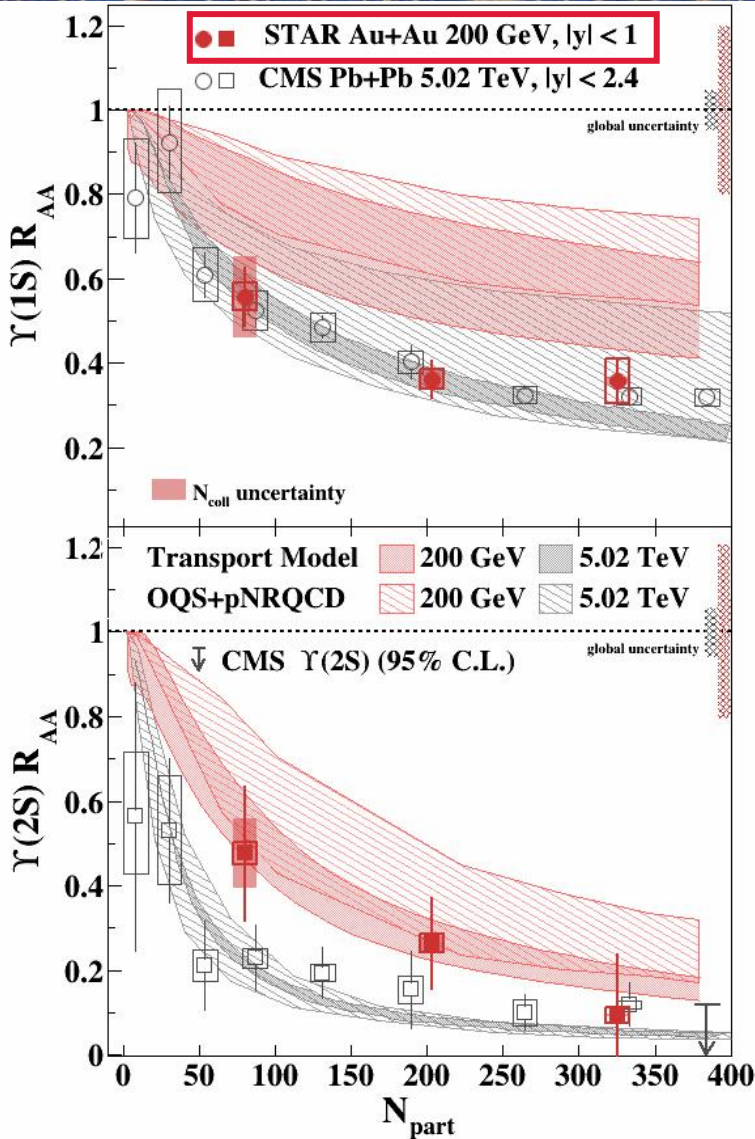 STAR Au+Au 200 GeV, |y| < 1
CMS Pb+Pb 5.02 TeV, |y| < 2.4
global uncertainty
1.2
1
0.8
0.6
0.4
0.2
ϒ(1S) R_AA
N_coll uncertainty
Transport Model 200 GeV 5.02 TeV
OQS+pNRQCD 200 GeV 5.02 TeV
global uncertainty
CMS ϒ(2S) (95% C.L.)
1.2
1
0.8
0.6
0.4
0.2
0
ϒ(2S) R_AA
0 50 100 150 200 250 300 350 400
N_part